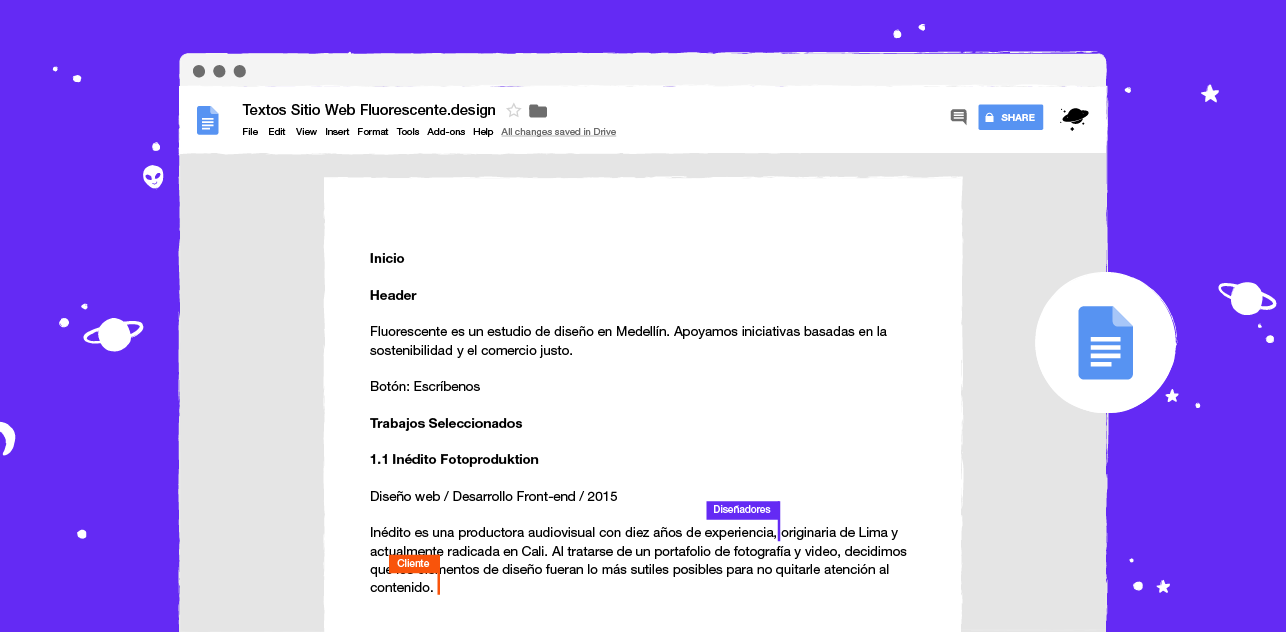 Textos Sitio Web Fluorescente.design
File Edit View Insert Format Tools Add-ons Help All changes saved in Drive
SHARE
Inicio
Header
Fluorescente es un estudio de diseño en Medellín. Apoyamos iniciativas basadas en la
sostenibilidad y el comercio justo.
Botón: Escríbenos
Trabajos Seleccionados
1.1 Inédito Fotoproduktion
Diseño web / Desarrollo Front-end / 2015
Diseñadores
Inédito es una productora audiovisual con diez años de experiencia, originaria de Lima y
actualmente radicada en Cali. Al tratarse de un portafolio de fotografía y video, decidimos
Cliente
que los elementos de diseño fueran lo más sutiles posibles para no quitarle atención al
contenido.